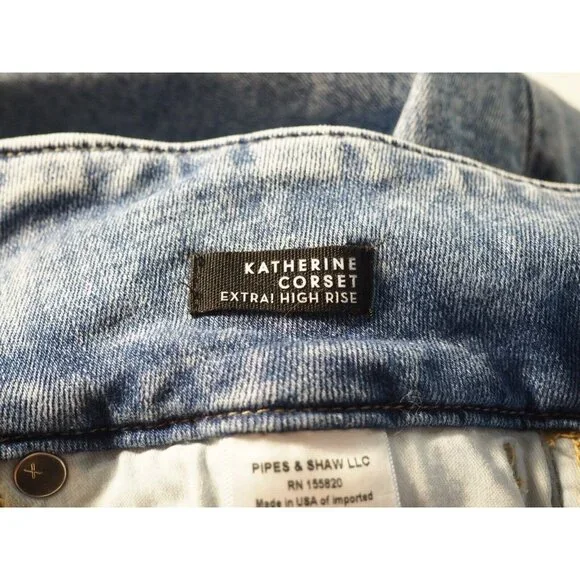 KATHERINE
CORSET
EXTRA! HIGH RISE
PIPES & SHAW LLC
RN 155820
Made in USA of imported